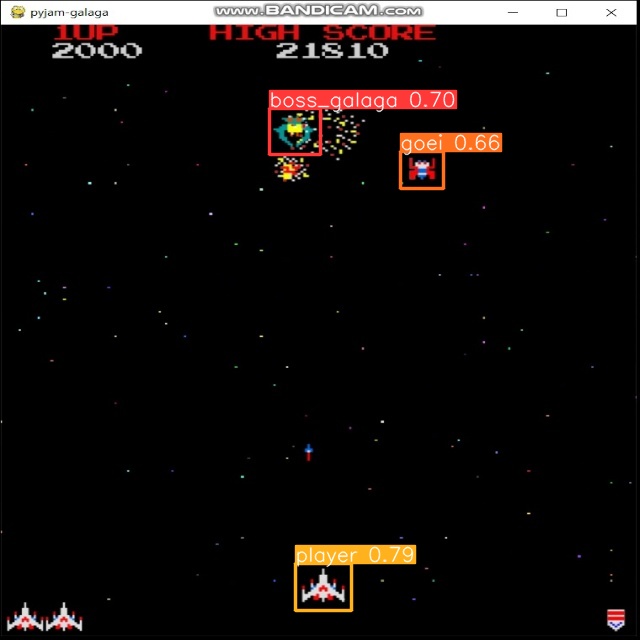 pyjam-galaga
www.BANDICAM.com
1UP HIGH SCORE
2000 21810
boss_galaga 0.70
goei 0.66
player 0.79